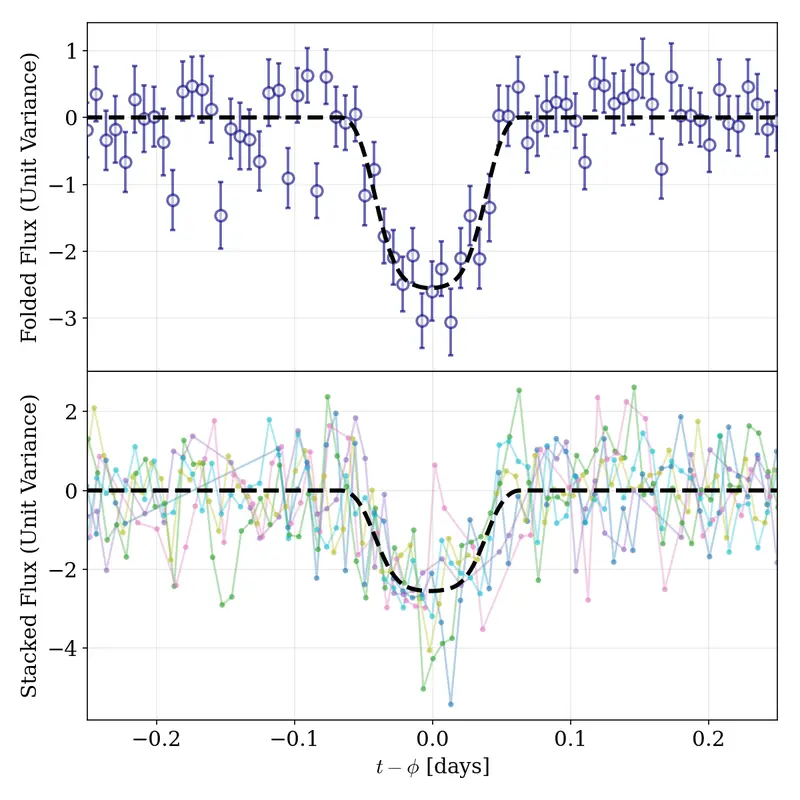 Folded Flux (Unit Variance)
1
0
−1
−2
−3
Stacked Flux (Unit Variance)
2
0
−2
−4
−0.2 −0.1 0.0 0.1 0.2
t − ϕ [days]